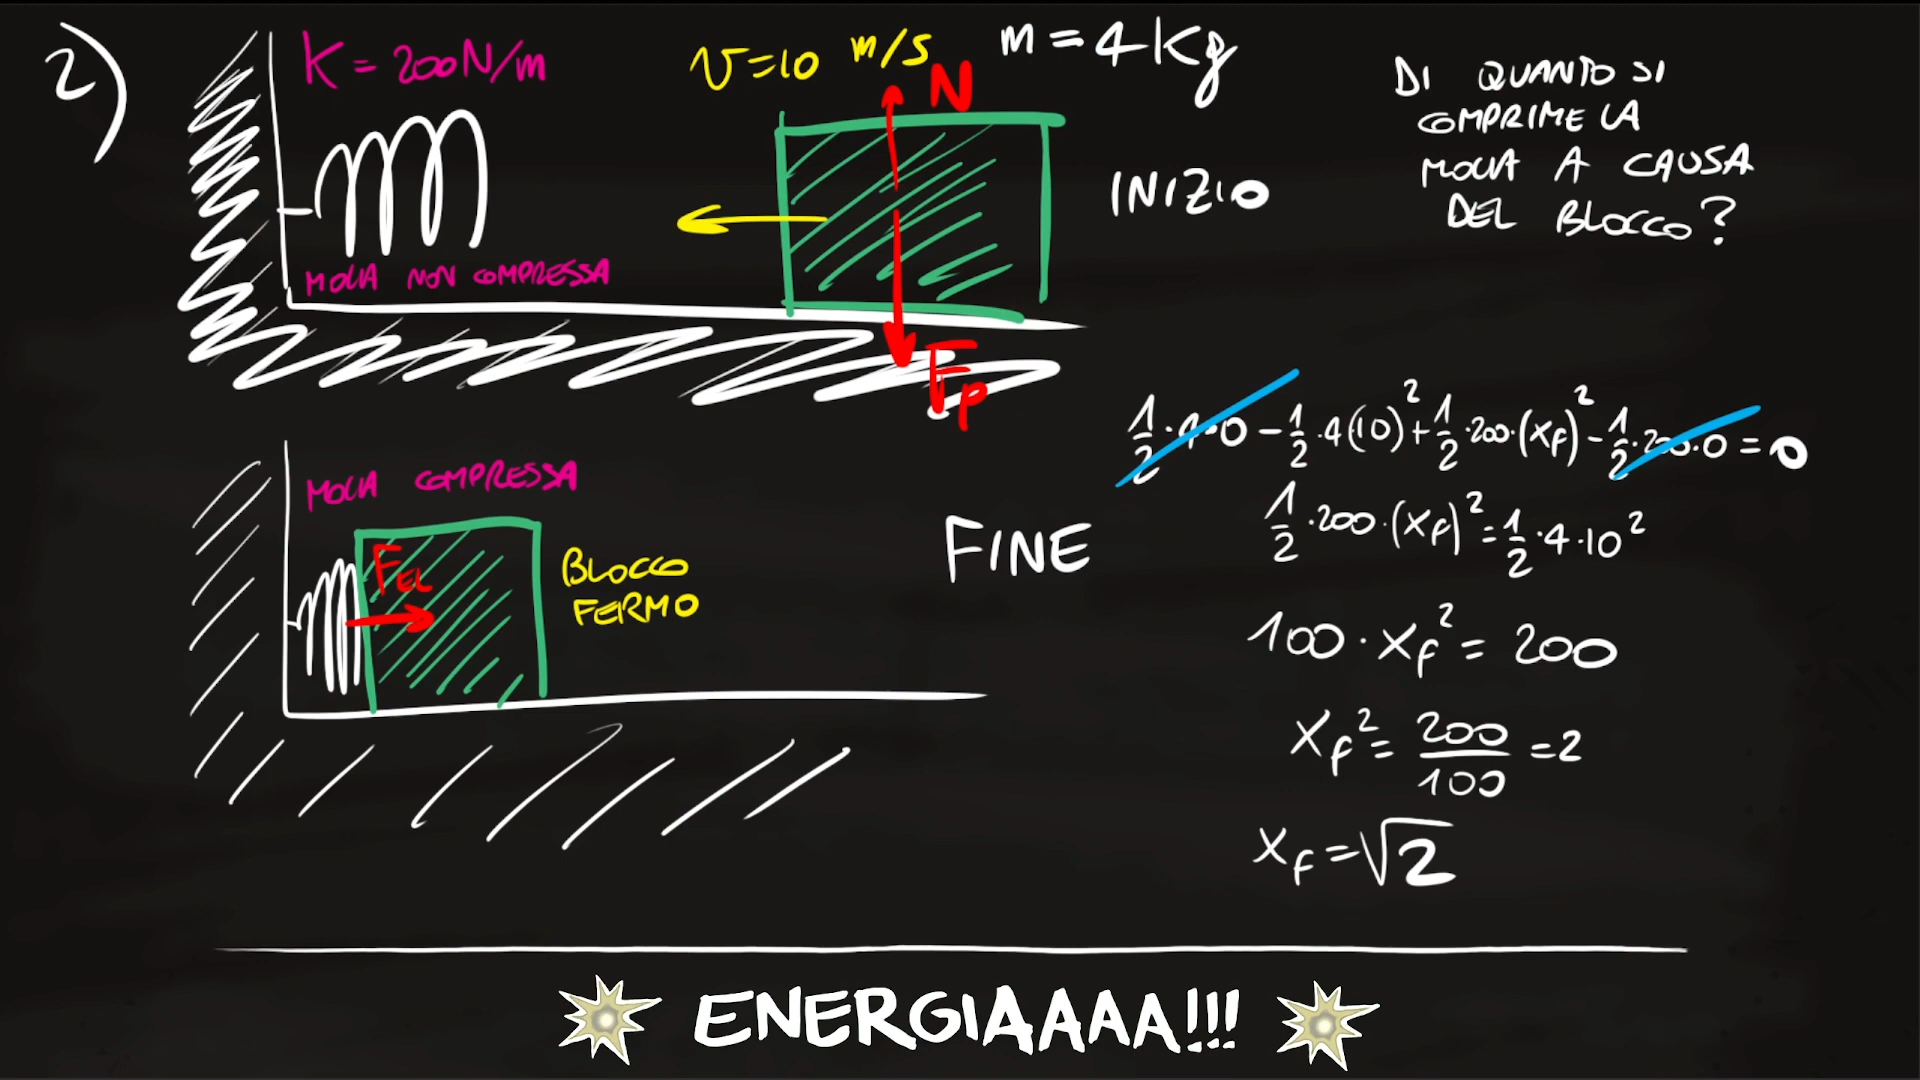 2)
K = 200N/m
v = 10 m/s
m = 4 Kg
N
DI QUANTO SI
COMPRIME LA
MOLLA A CAUSA
DEL BLOCCO?
INIZIO
MOLLA NON COMPRESSA
Fp
1/2 · 4 · 0 − 1/2 · 4(10)² + 1/2 · 200 · (xf)² − 1/2 · 200 · 0 = 0
MOLLA COMPRESSA
FEL
BLOCCO
FERMO
FINE
1/2 · 200 · (xf)² = 1/2 · 4 · 10²
100 · xf² = 200
xf² = 200/100 = 2
xf = √2
ENERGIAAAA!!!